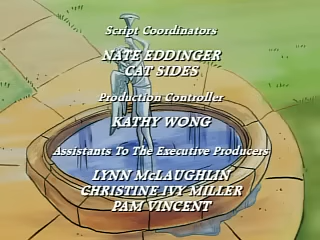 Script Coordinators
NATE EDDINGER
CAT SIDES
Production Controller
KATHY WONG
Assistants To The Executive Producers
LYNN McLAUGHLIN
CHRISTINE IVY MILLER
PAM VINCENT